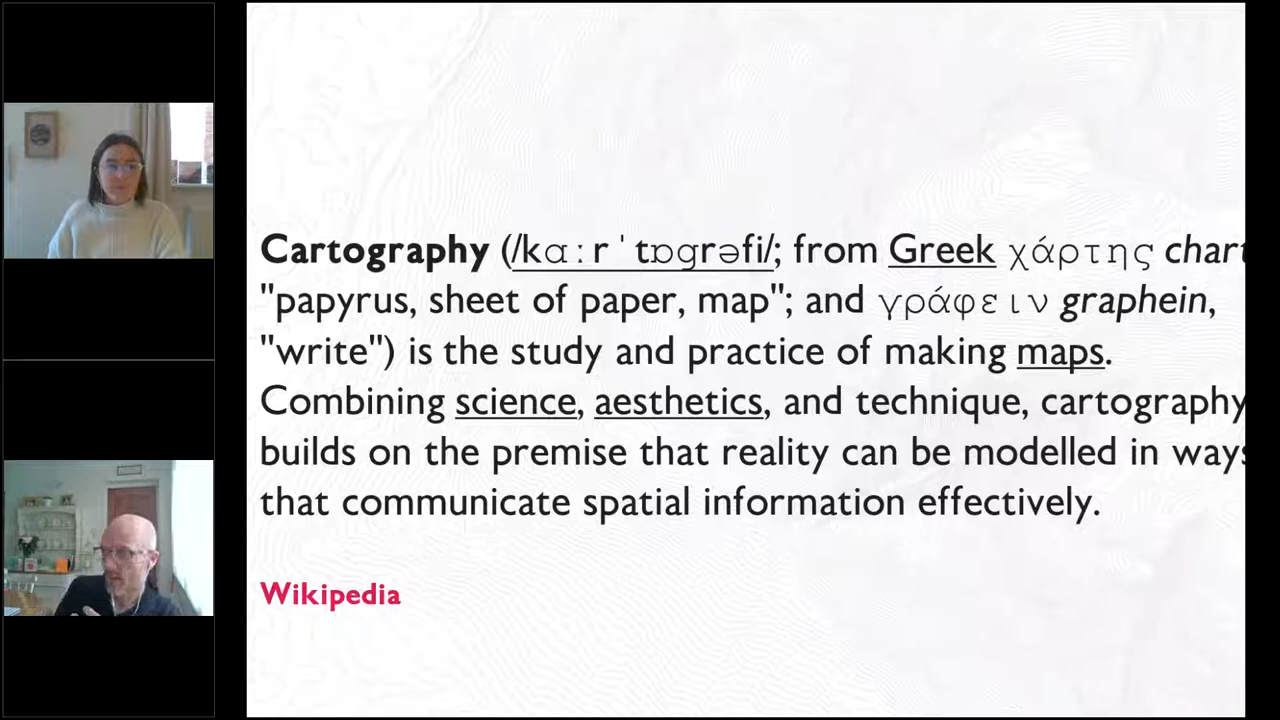 Cartography (/kɑːrˈtɒɡrəfi/; from Greek χάρτης chart
"papyrus, sheet of paper, map"; and γράφειν graphein,
"write") is the study and practice of making maps.
Combining science, aesthetics, and technique, cartography
builds on the premise that reality can be modelled in ways
that communicate spatial information effectively.
Wikipedia